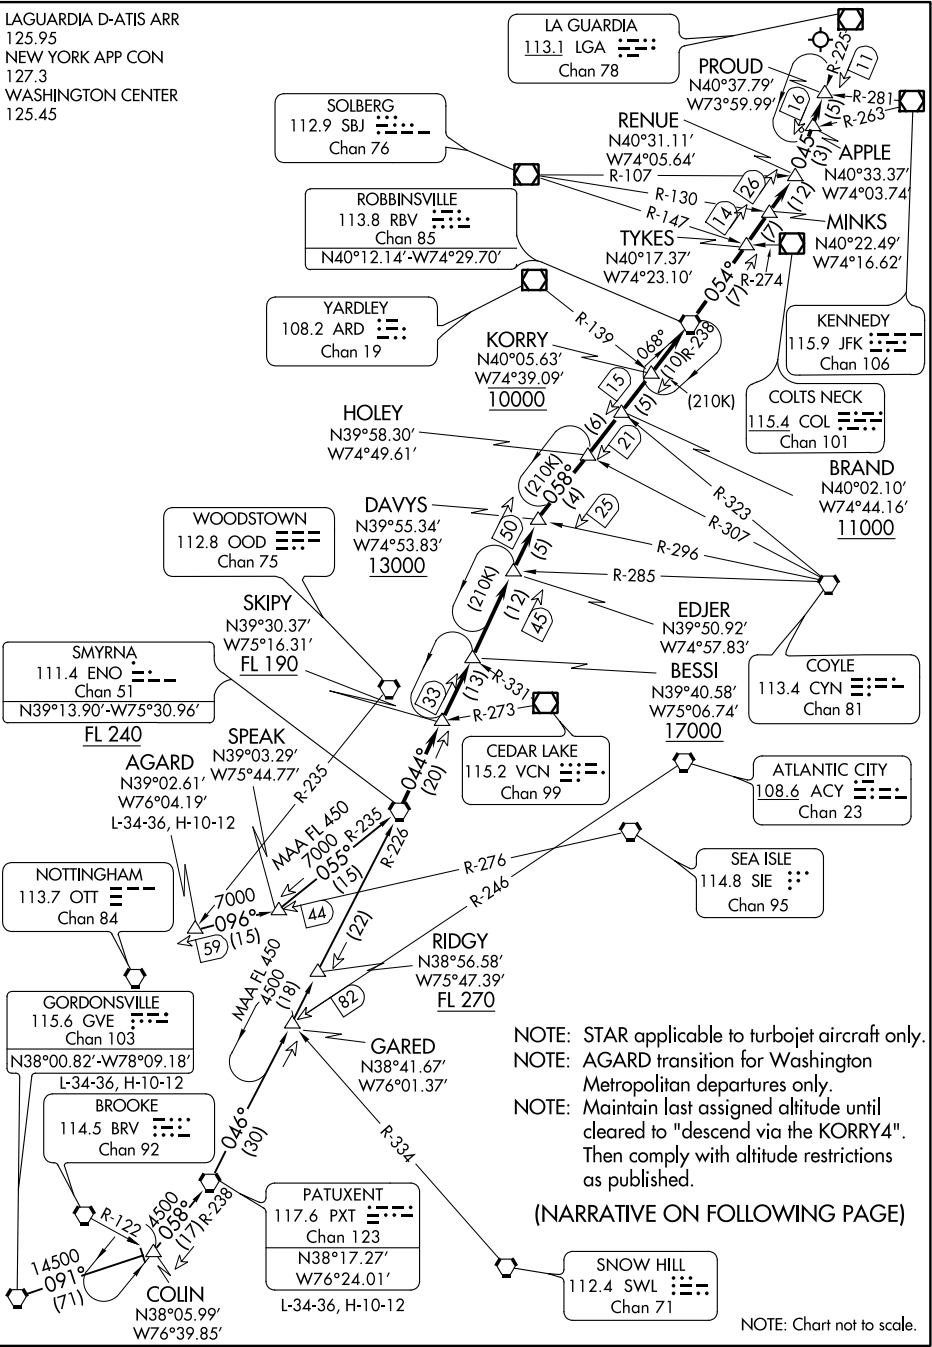 LAGUARDIA D-ATIS ARR
125.95
NEW YORK APP CON
127.3
WASHINGTON CENTER
125.45
LA GUARDIA
113.1 LGA
Chan 78
R-225
11
PROUD
N40°37.79'
W73°59.99'
16
(5)
R-281
R-263
SOLBERG
112.9 SBJ
Chan 76
RENUE
N40°31.11'
W74°05.64'
045°
(3)
APPLE
N40°33.37'
W74°03.74'
R-107
R-130
R-147
26
14
(12)
(7)
MINKS
N40°22.49'
W74°16.62'
ROBBINSVILLE
113.8 RBV
Chan 85
N40°12.14'-W74°29.70'
TYKES
N40°17.37'
W74°23.10'
R-274
054°
(7)
YARDLEY
108.2 ARD
Chan 19
R-139
KENNEDY
115.9 JFK
Chan 106
KORRY
N40°05.63'
W74°39.09'
10000
068°
(10)
R-238
(210K)
COLTS NECK
115.4 COL
Chan 101
15
(5)
(6)
21
HOLEY
N39°58.30'
W74°49.61'
BRAND
N40°02.10'
W74°44.16'
11000
(210K)
058°
(4)
R-323
R-307
DAVYS
N39°55.34'
W74°53.83'
13000
50
25
(5)
R-296
R-285
WOODSTOWN
112.8 OOD
Chan 75
(210K)
(12)
45
EDJER
N39°50.92'
W74°57.83'
SKIPY
N39°30.37'
W75°16.31'
FL 190
BESSI
N39°40.58'
W75°06.74'
17000
COYLE
113.4 CYN
Chan 81
SMYRNA
111.4 ENO
Chan 51
N39°13.90'-W75°30.96'
FL 240
33
(13)
R-331
R-273
CEDAR LAKE
115.2 VCN
Chan 99
SPEAK
N39°03.29'
W75°44.77'
044°
(20)
AGARD
N39°02.61'
W76°04.19'
L-34-36, H-10-12
R-235
ATLANTIC CITY
108.6 ACY
Chan 23
MAA FL 450
7000
R-235
055°
(15)
R-226
R-276
R-246
SEA ISLE
114.8 SIE
Chan 95
NOTTINGHAM
113.7 OTT
Chan 84
7000
096°
59
(15)
44
(22)
RIDGY
N38°56.58'
W75°47.39'
FL 270
MAA FL 450
4500
(18)
82
GORDONSVILLE
115.6 GVE
Chan 103
N38°00.82'-W78°09.18'
L-34-36, H-10-12
GARED
N38°41.67'
W76°01.37'
NOTE: STAR applicable to turbojet aircraft only.
NOTE: AGARD transition for Washington
Metropolitan departures only.
NOTE: Maintain last assigned altitude until
cleared to "descend via the KORRY4".
Then comply with altitude restrictions
as published.
(NARRATIVE ON FOLLOWING PAGE)
BROOKE
114.5 BRV
Chan 92
046°
(30)
R-334
R-122
4500
058°
(17)
R-238
PATUXENT
117.6 PXT
Chan 123
N38°17.27'
W76°24.01'
L-34-36, H-10-12
14500
091°
(71)
COLIN
N38°05.99'
W76°39.85'
SNOW HILL
112.4 SWL
Chan 71
NOTE: Chart not to scale.